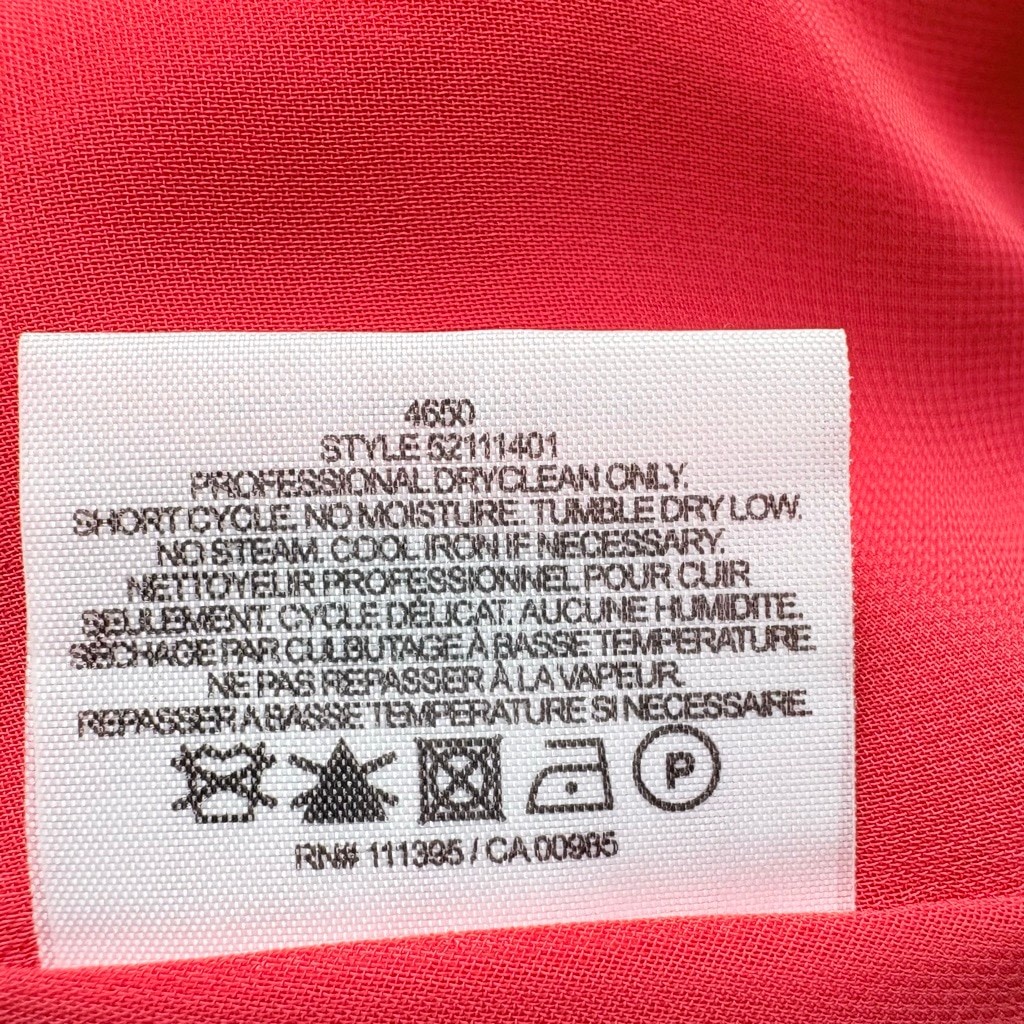 4650
STYLE 52111401
PROFESSIONAL DRYCLEAN ONLY.
SHORT CYCLE. NO MOISTURE. TUMBLE DRY LOW.
NO STEAM. COOL IRON IF NECESSARY.
NETTOYEUR PROFESSIONNEL POUR CUIR
SEULEMENT. CYCLE DÉLICAT. AUCUNE HUMIDITE.
SECHAGE PAR CULBUTAGE À BASSE TEMPERATURE.
NE PAS REPASSER À LA VAPEUR.
REPASSER A BASSE TEMPERATURE SI NECESSAIRE.
P
RN# 111395 / CA 00985